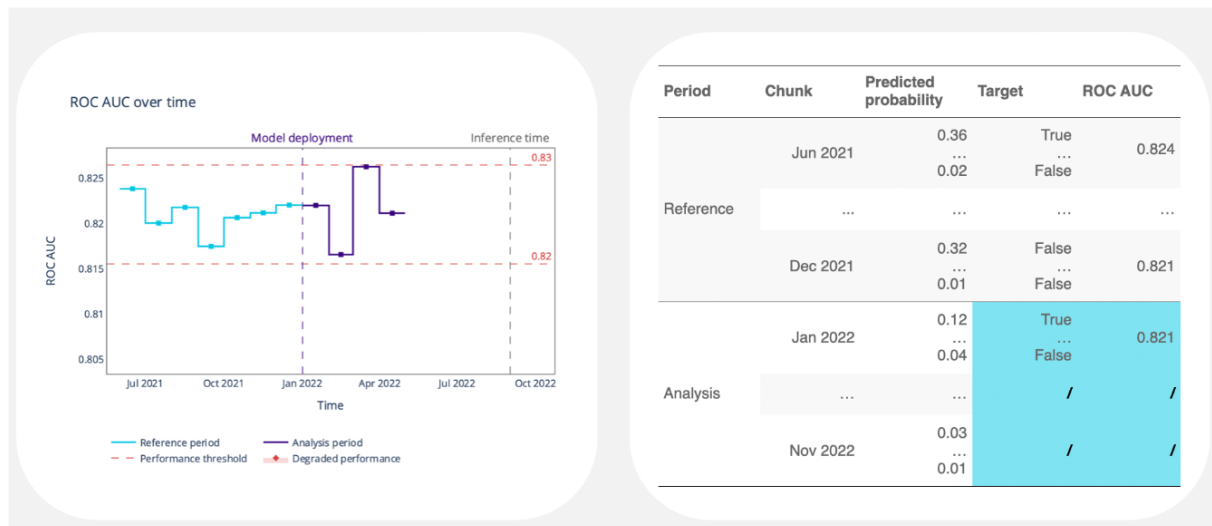 ROC AUC over time
Model deployment
Inference time
0.83
0.825
0.82
0.82
0.815
0.81
0.805
ROC AUC
Jul 2021 Oct 2021 Jan 2022 Apr 2022 Jul 2022 Oct 2022
Time
Reference period Analysis period
Performance threshold Degraded performance
Period Chunk Predicted probability Target ROC AUC
Reference
Jun 2021
0.36 True
... ... 0.824
0.02 False
... ... ... ...
Dec 2021
0.32 False
... ... 0.821
0.01 False
Analysis
Jan 2022
0.12 True
... ... 0.821
0.04 False
... ... / /
Nov 2022
0.03
... / /
0.01